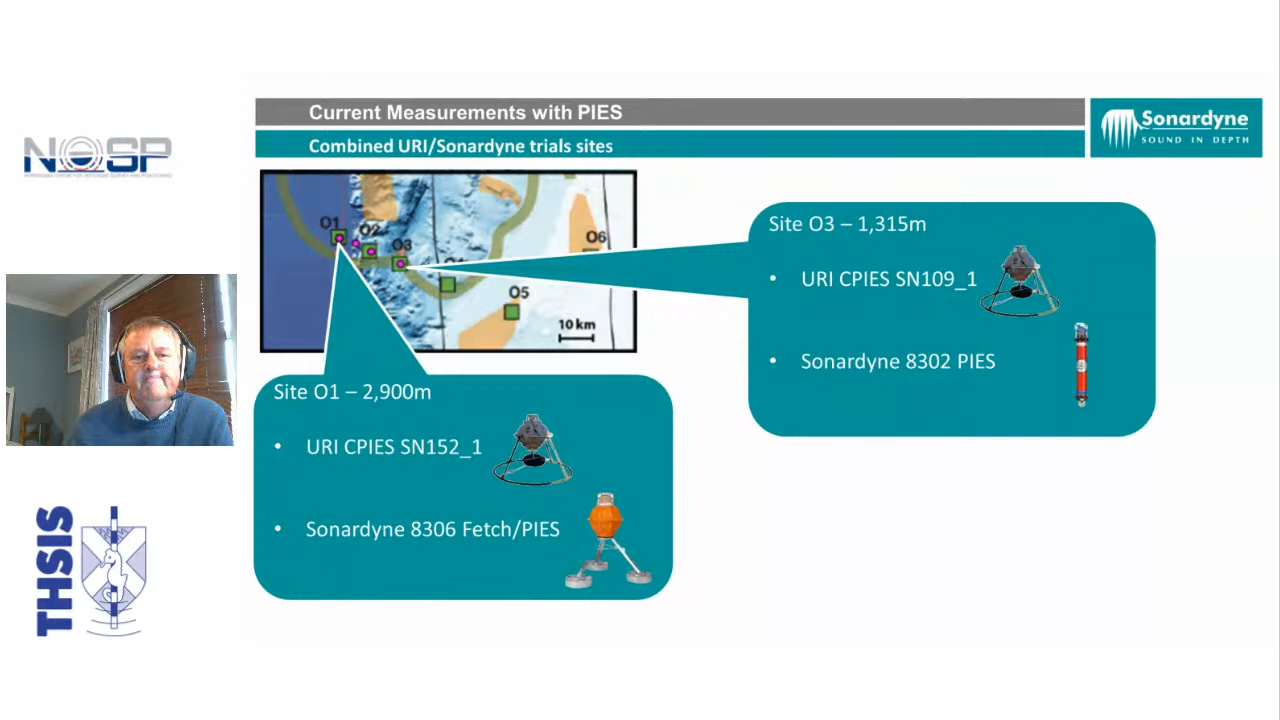 Current Measurements with PIES
Combined URI/Sonardyne trials sites
Sonardyne
SOUND IN DEPTH
NOSP
O1
O2
O3
O6
O5
10 km
Site O3 – 1,315m
• URI CPIES SN109_1
• Sonardyne 8302 PIES
Site O1 – 2,900m
• URI CPIES SN152_1
• Sonardyne 8306 Fetch/PIES
THSIS